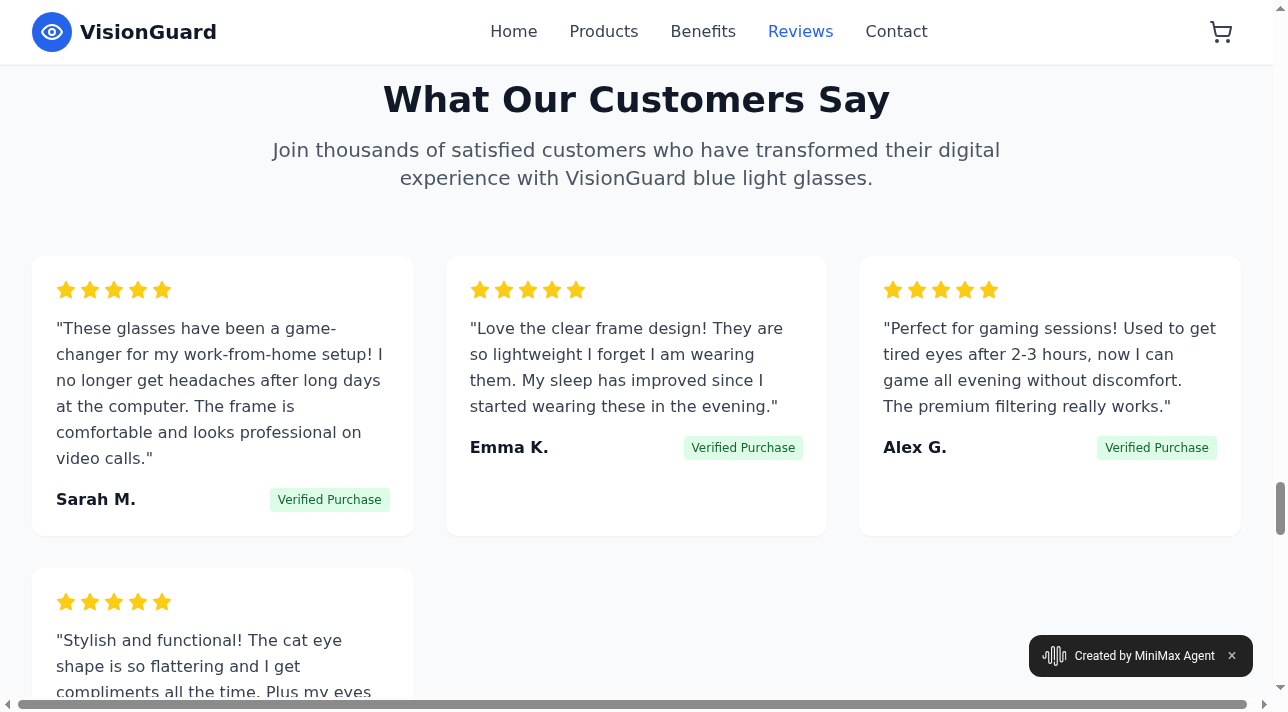 VisionGuard
Home
Products
Benefits
Reviews
Contact
What Our Customers Say
Join thousands of satisfied customers who have transformed their digital
experience with VisionGuard blue light glasses.
"These glasses have been a game-
changer for my work-from-home setup! I
no longer get headaches after long days
at the computer. The frame is
comfortable and looks professional on
video calls."
Sarah M.
Verified Purchase
"Love the clear frame design! They are
so lightweight I forget I am wearing
them. My sleep has improved since I
started wearing these in the evening."
Emma K.
Verified Purchase
"Perfect for gaming sessions! Used to get
tired eyes after 2-3 hours, now I can
game all evening without discomfort.
The premium filtering really works."
Alex G.
Verified Purchase
"Stylish and functional! The cat eye
shape is so flattering and I get
compliments all the time. Plus my eyes
Created by MiniMax Agent